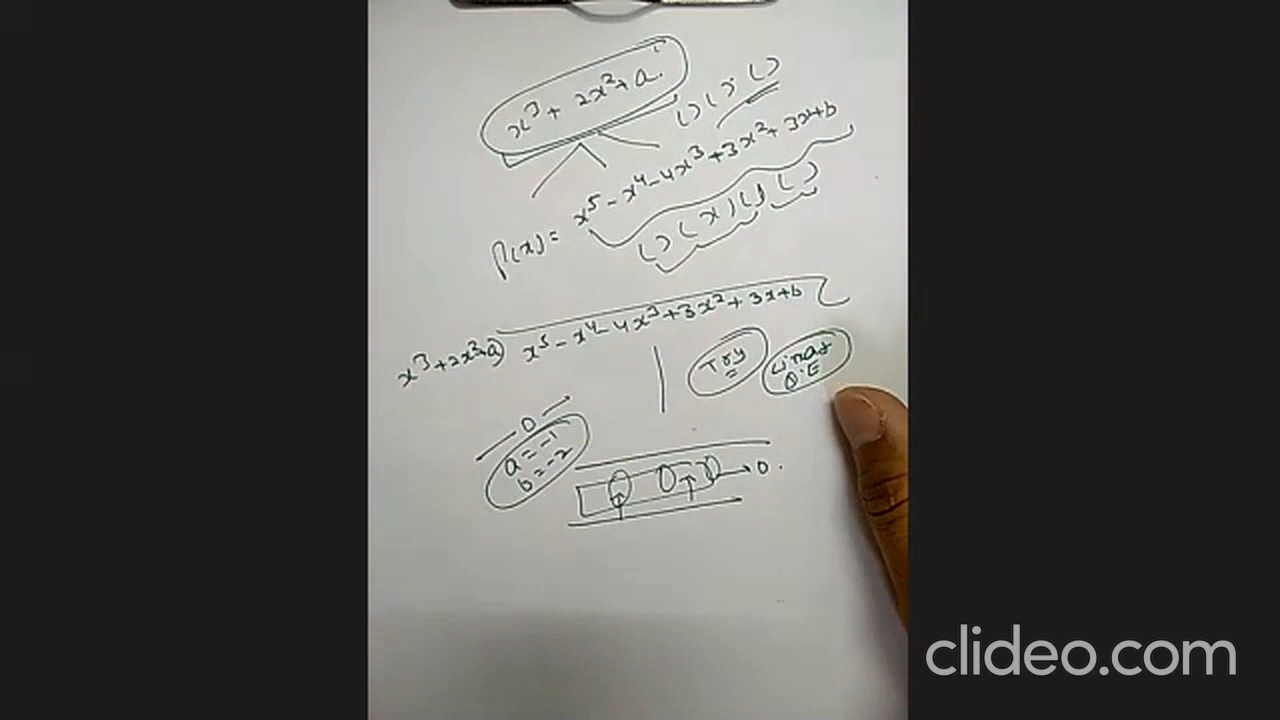 x³ + 2x² + a
( ) ( ) ( )
p(x) = x⁵ - x⁴ - 4x³ + 3x² + 3x + b
( ) ( x ) ( ) ( )
x³ + 2x² + a) x⁵ - x⁴ - 4x³ + 3x² + 3x + b
Try =
0
a = -1
b = -2
0.
clideo.com